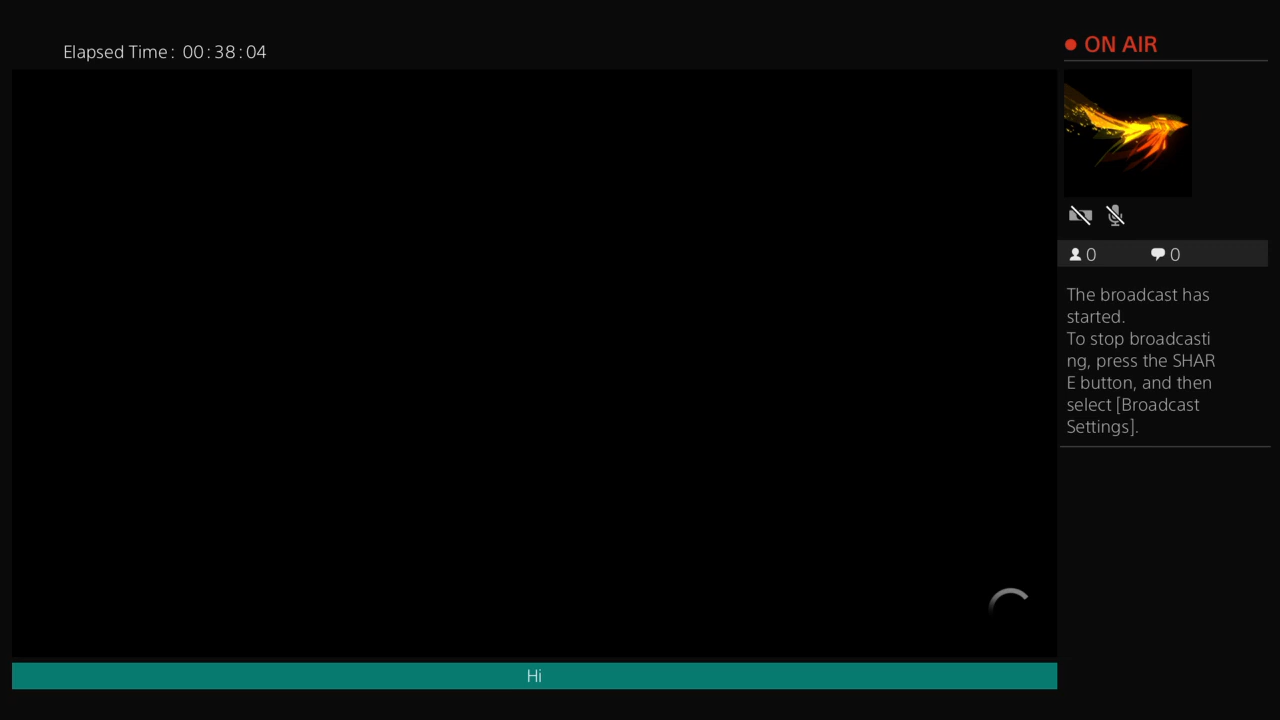 Elapsed Time: 00:38:04
ON AIR
0 0
The broadcast has
started.
To stop broadcasti
ng, press the SHAR
E button, and then
select [Broadcast
Settings].
Hi